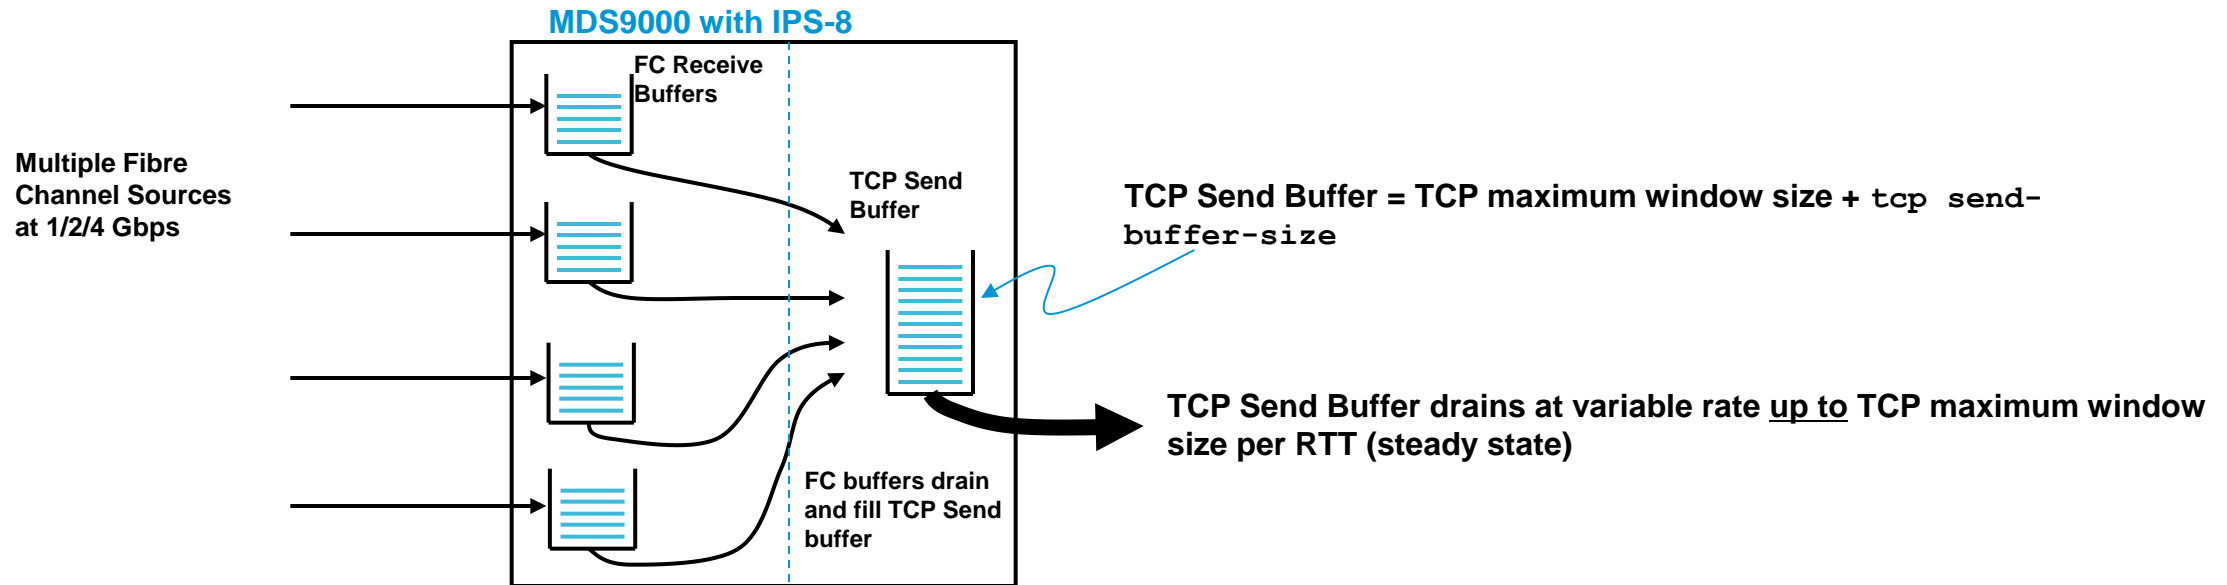 MDS9000 with IPS-8
FC Receive
Buffers
Multiple Fibre
Channel Sources
at 1/2/4 Gbps
TCP Send
Buffer
TCP Send Buffer = TCP maximum window size + tcp send-
buffer-size
TCP Send Buffer drains at variable rate up to TCP maximum window
size per RTT (steady state)
FC buffers drain
and fill TCP Send
buffer